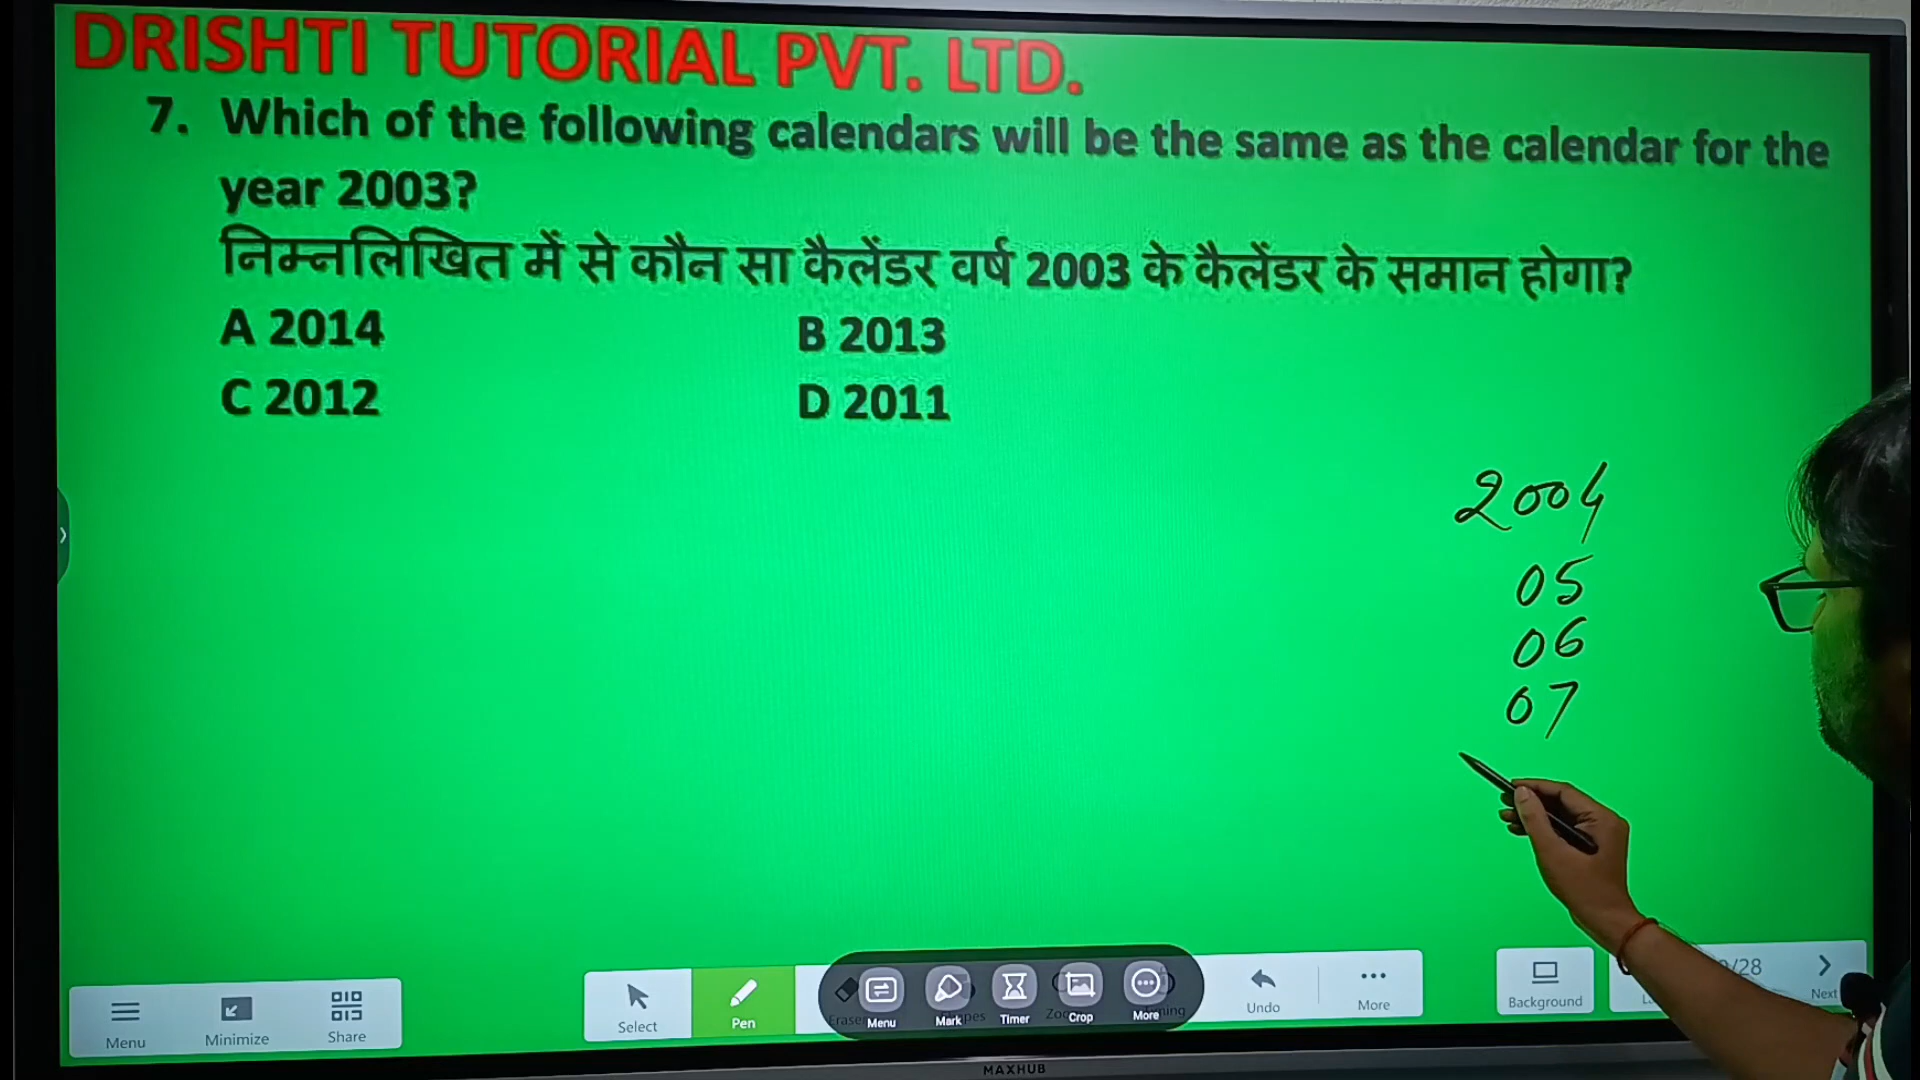 DRISHTI TUTORIAL PVT. LTD.
7. Which of the following calendars will be the same as the calendar for the
year 2003?
निम्नलिखित में से कौन सा कैलेंडर वर्ष 2003 के कैलेंडर के समान होगा?
A 2014 B 2013
C 2012 D 2011
2004
05
06
07
Menu Minimize Share Select Pen Menu Mark Timer Crop More Undo More Background /28 Next
MAXHUB